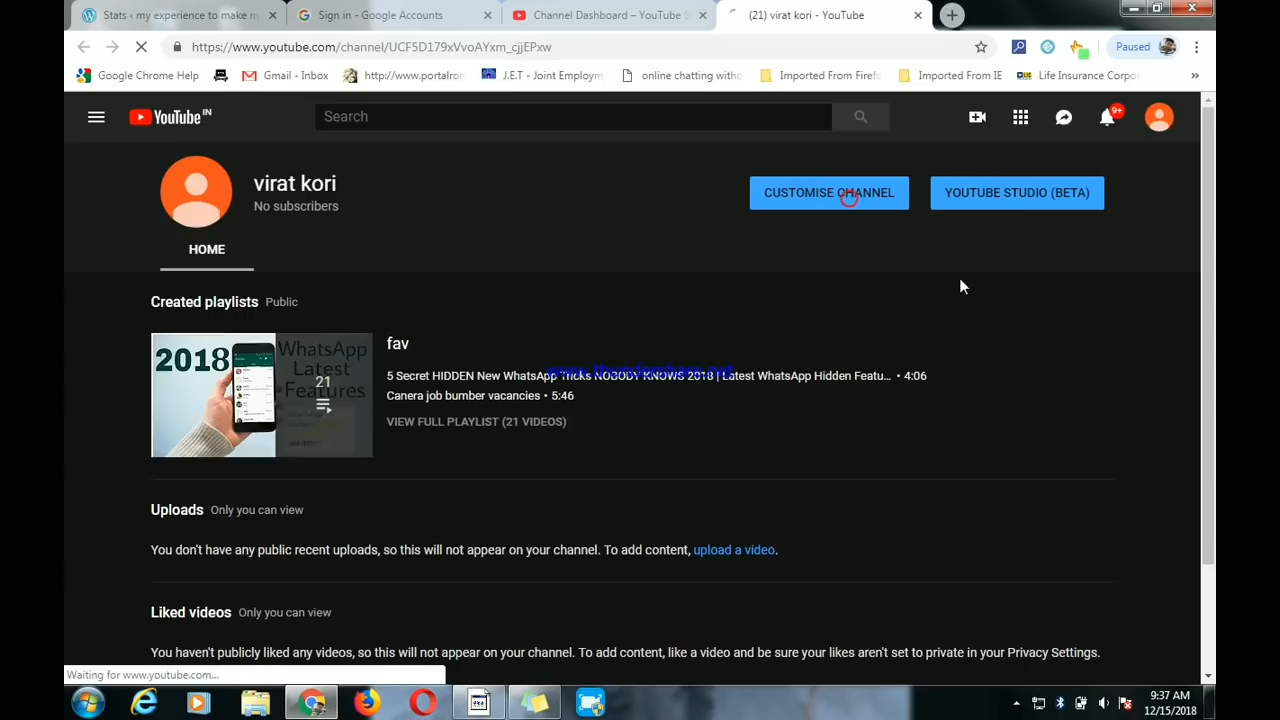 Stats ‹ my experience to make m
Sign in - Google Accounts
Channel Dashboard – YouTube S
(21) virat kori - YouTube
https://www.youtube.com/channel/UCF5D179xVvoAYxm_cjjEPxw
Paused
Google Chrome Help
Gmail - Inbox
http://www.portalron
J.E.T - Joint Employm
online chatting witho
Imported From Firefo
Imported From IE
Life Insurance Corpor
»
YouTube IN
Search
9+
virat kori
No subscribers
CUSTOMISE CHANNEL
YOUTUBE STUDIO (BETA)
HOME
Created playlists Public
2018
WhatsApp
Latest
Features
21
fav
5 Secret HIDDEN New WhatsApp Tricks NOBODY KNOWS 2018 | Latest WhatsApp Hidden Featu... • 4:06
Canera job bumber vacancies • 5:46
VIEW FULL PLAYLIST (21 VIDEOS)
Uploads Only you can view
You don't have any public recent uploads, so this will not appear on your channel. To add content, upload a video.
Liked videos Only you can view
You haven't publicly liked any videos, so this will not appear on your channel. To add content, like a video and be sure your likes aren't set to private in your Privacy Settings.
Waiting for www.youtube.com...
9:37 AM
12/15/2018